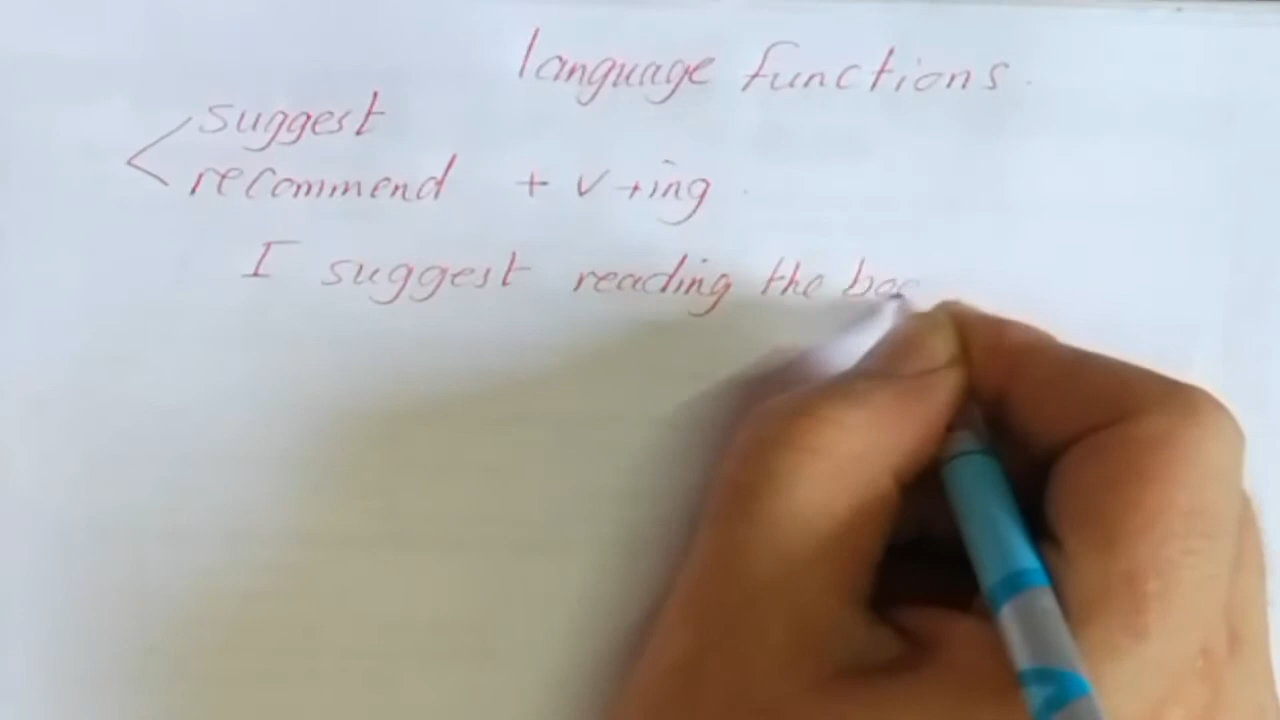 language functions.
suggest
recommend + V+ing
I suggest reading the